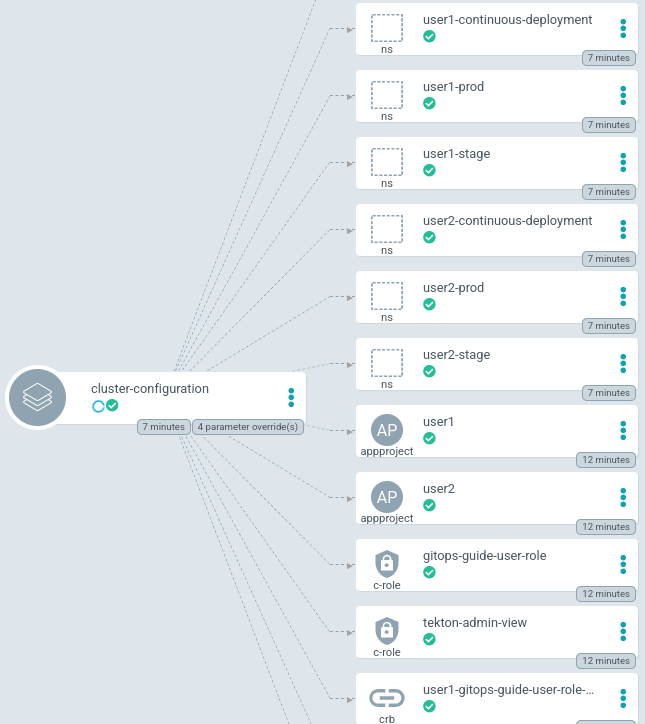 user1-continuous-deployment
ns
7 minutes
user1-prod
ns
7 minutes
user1-stage
ns
7 minutes
user2-continuous-deployment
ns
7 minutes
user2-prod
ns
7 minutes
user2-stage
ns
7 minutes
cluster-configuration
7 minutes
4 parameter override(s)
AP
user1
appproject
12 minutes
AP
user2
appproject
12 minutes
gitops-guide-user-role
c-role
12 minutes
tekton-admin-view
c-role
12 minutes
user1-gitops-guide-user-role-...
crb